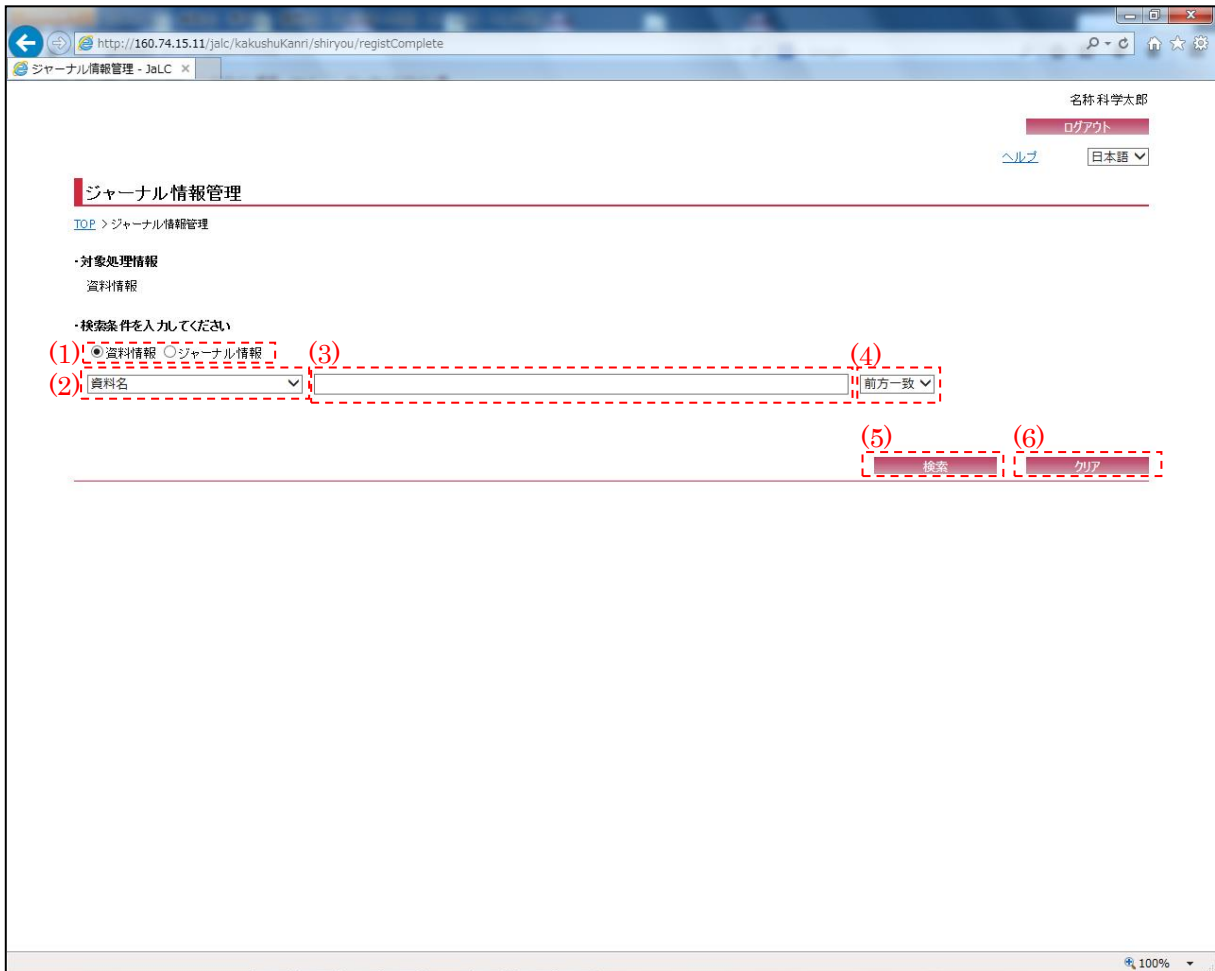 http://160.74.15.11/jalc/kakushuKanri/shiryou/registComplete
ジャーナル情報管理 - JaLC ×
名称 科学太郎
ログアウト
ヘルプ 日本語
ジャーナル情報管理
TOP > ジャーナル情報管理
・対象処理情報
資料情報
・検索条件を入力してください
(1) 資料情報 ジャーナル情報 (3) (4)
(2) 資料名 前方一致
(5) (6)
検索 クリア
100%